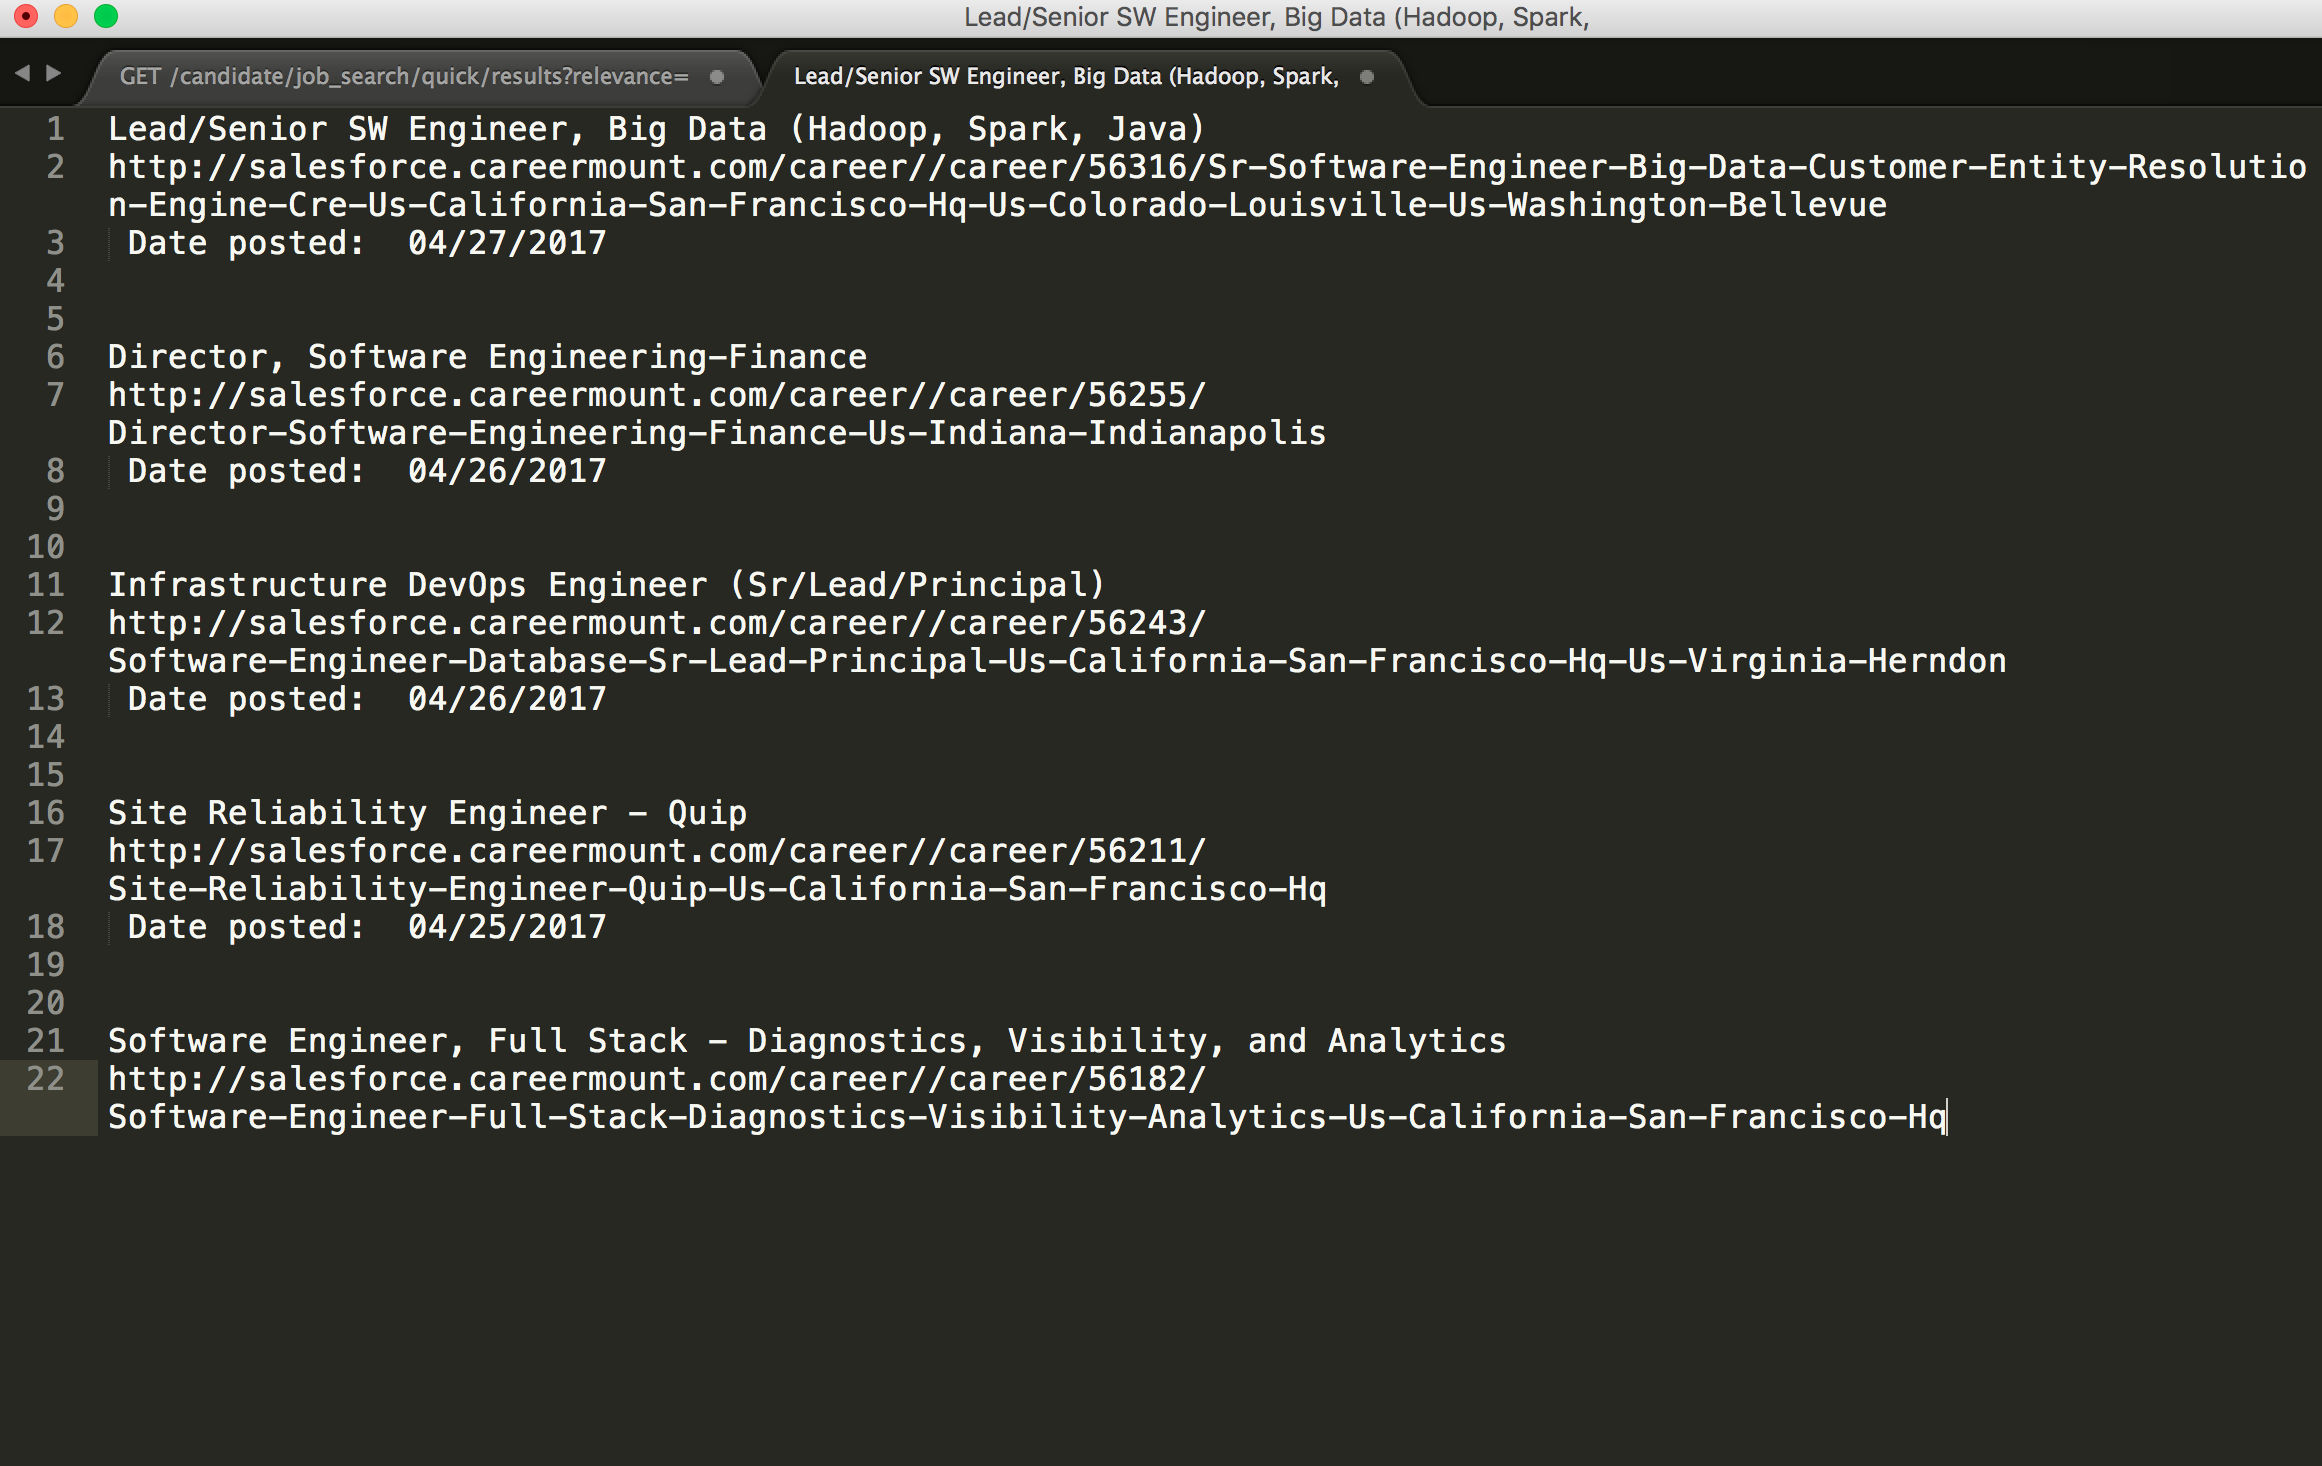 Lead/Senior SW Engineer, Big Data (Hadoop, Spark,
GET /candidate/job_search/quick/results?relevance=
Lead/Senior SW Engineer, Big Data (Hadoop, Spark,
1 Lead/Senior SW Engineer, Big Data (Hadoop, Spark, Java)
2 http://salesforce.careermount.com/career//career/56316/Sr-Software-Engineer-Big-Data-Customer-Entity-Resolutio
n-Engine-Cre-Us-California-San-Francisco-Hq-Us-Colorado-Louisville-Us-Washington-Bellevue
3 Date posted:  04/27/2017
4
5
6 Director, Software Engineering-Finance
7 http://salesforce.careermount.com/career//career/56255/
Director-Software-Engineering-Finance-Us-Indiana-Indianapolis
8 Date posted:  04/26/2017
9
10
11 Infrastructure DevOps Engineer (Sr/Lead/Principal)
12 http://salesforce.careermount.com/career//career/56243/
Software-Engineer-Database-Sr-Lead-Principal-Us-California-San-Francisco-Hq-Us-Virginia-Herndon
13 Date posted:  04/26/2017
14
15
16 Site Reliability Engineer - Quip
17 http://salesforce.careermount.com/career//career/56211/
Site-Reliability-Engineer-Quip-Us-California-San-Francisco-Hq
18 Date posted:  04/25/2017
19
20
21 Software Engineer, Full Stack - Diagnostics, Visibility, and Analytics
22 http://salesforce.careermount.com/career//career/56182/
Software-Engineer-Full-Stack-Diagnostics-Visibility-Analytics-Us-California-San-Francisco-Hq